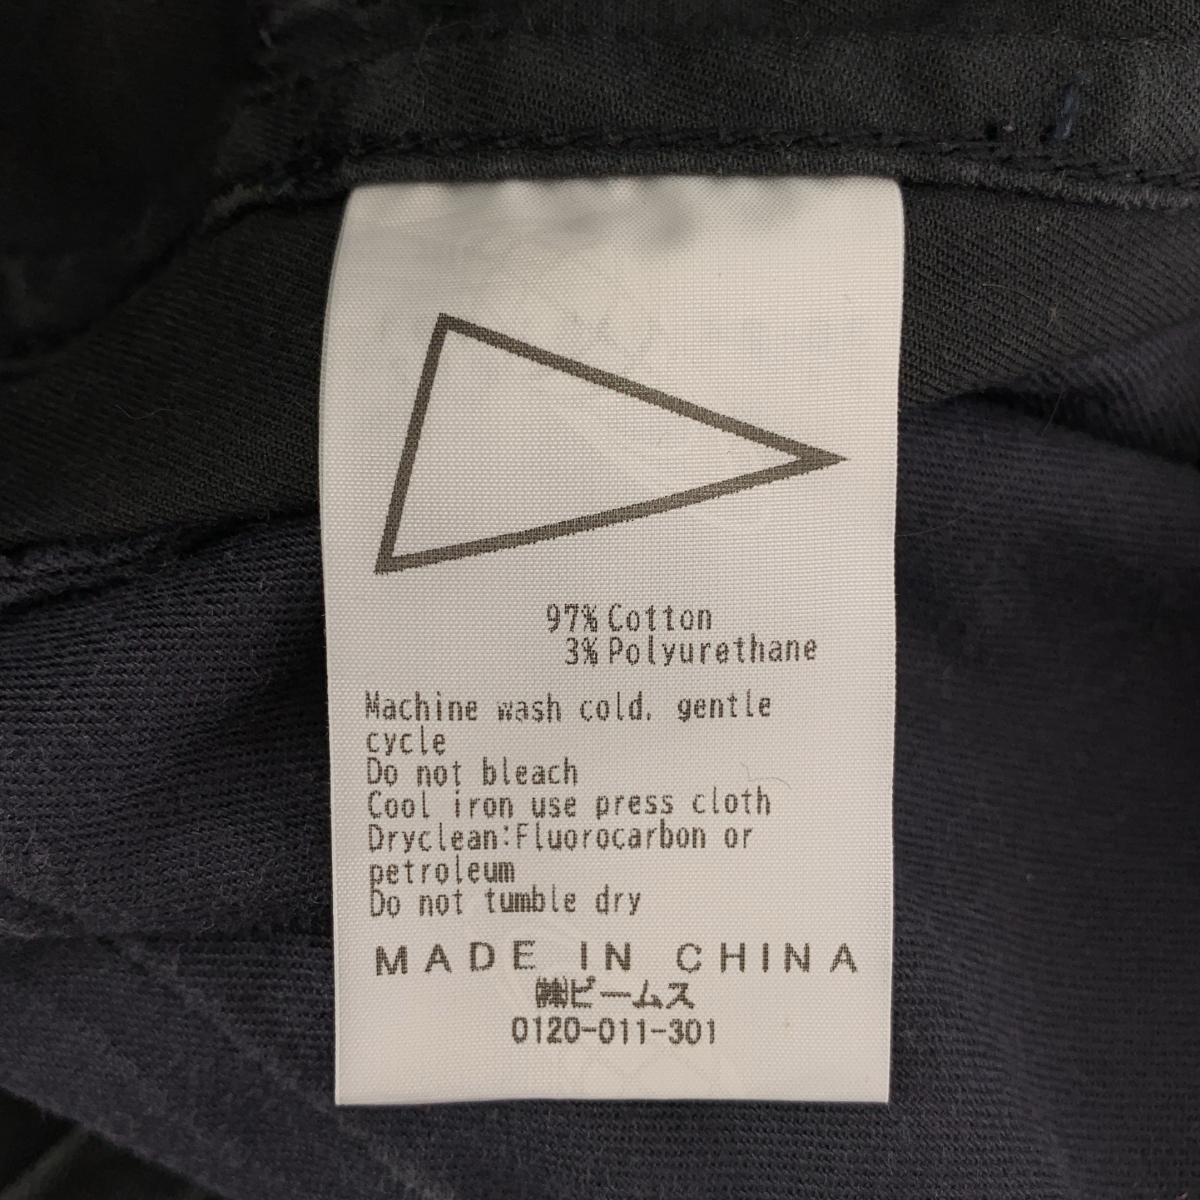 97% Cotton
3% Polyurethane
Machine wash cold, gentle
cycle
Do not bleach
Cool iron use press cloth
Dryclean:Fluorocarbon or
petroleum
Do not tumble dry
MADE IN CHINA
㈱ビームス
0120-011-301